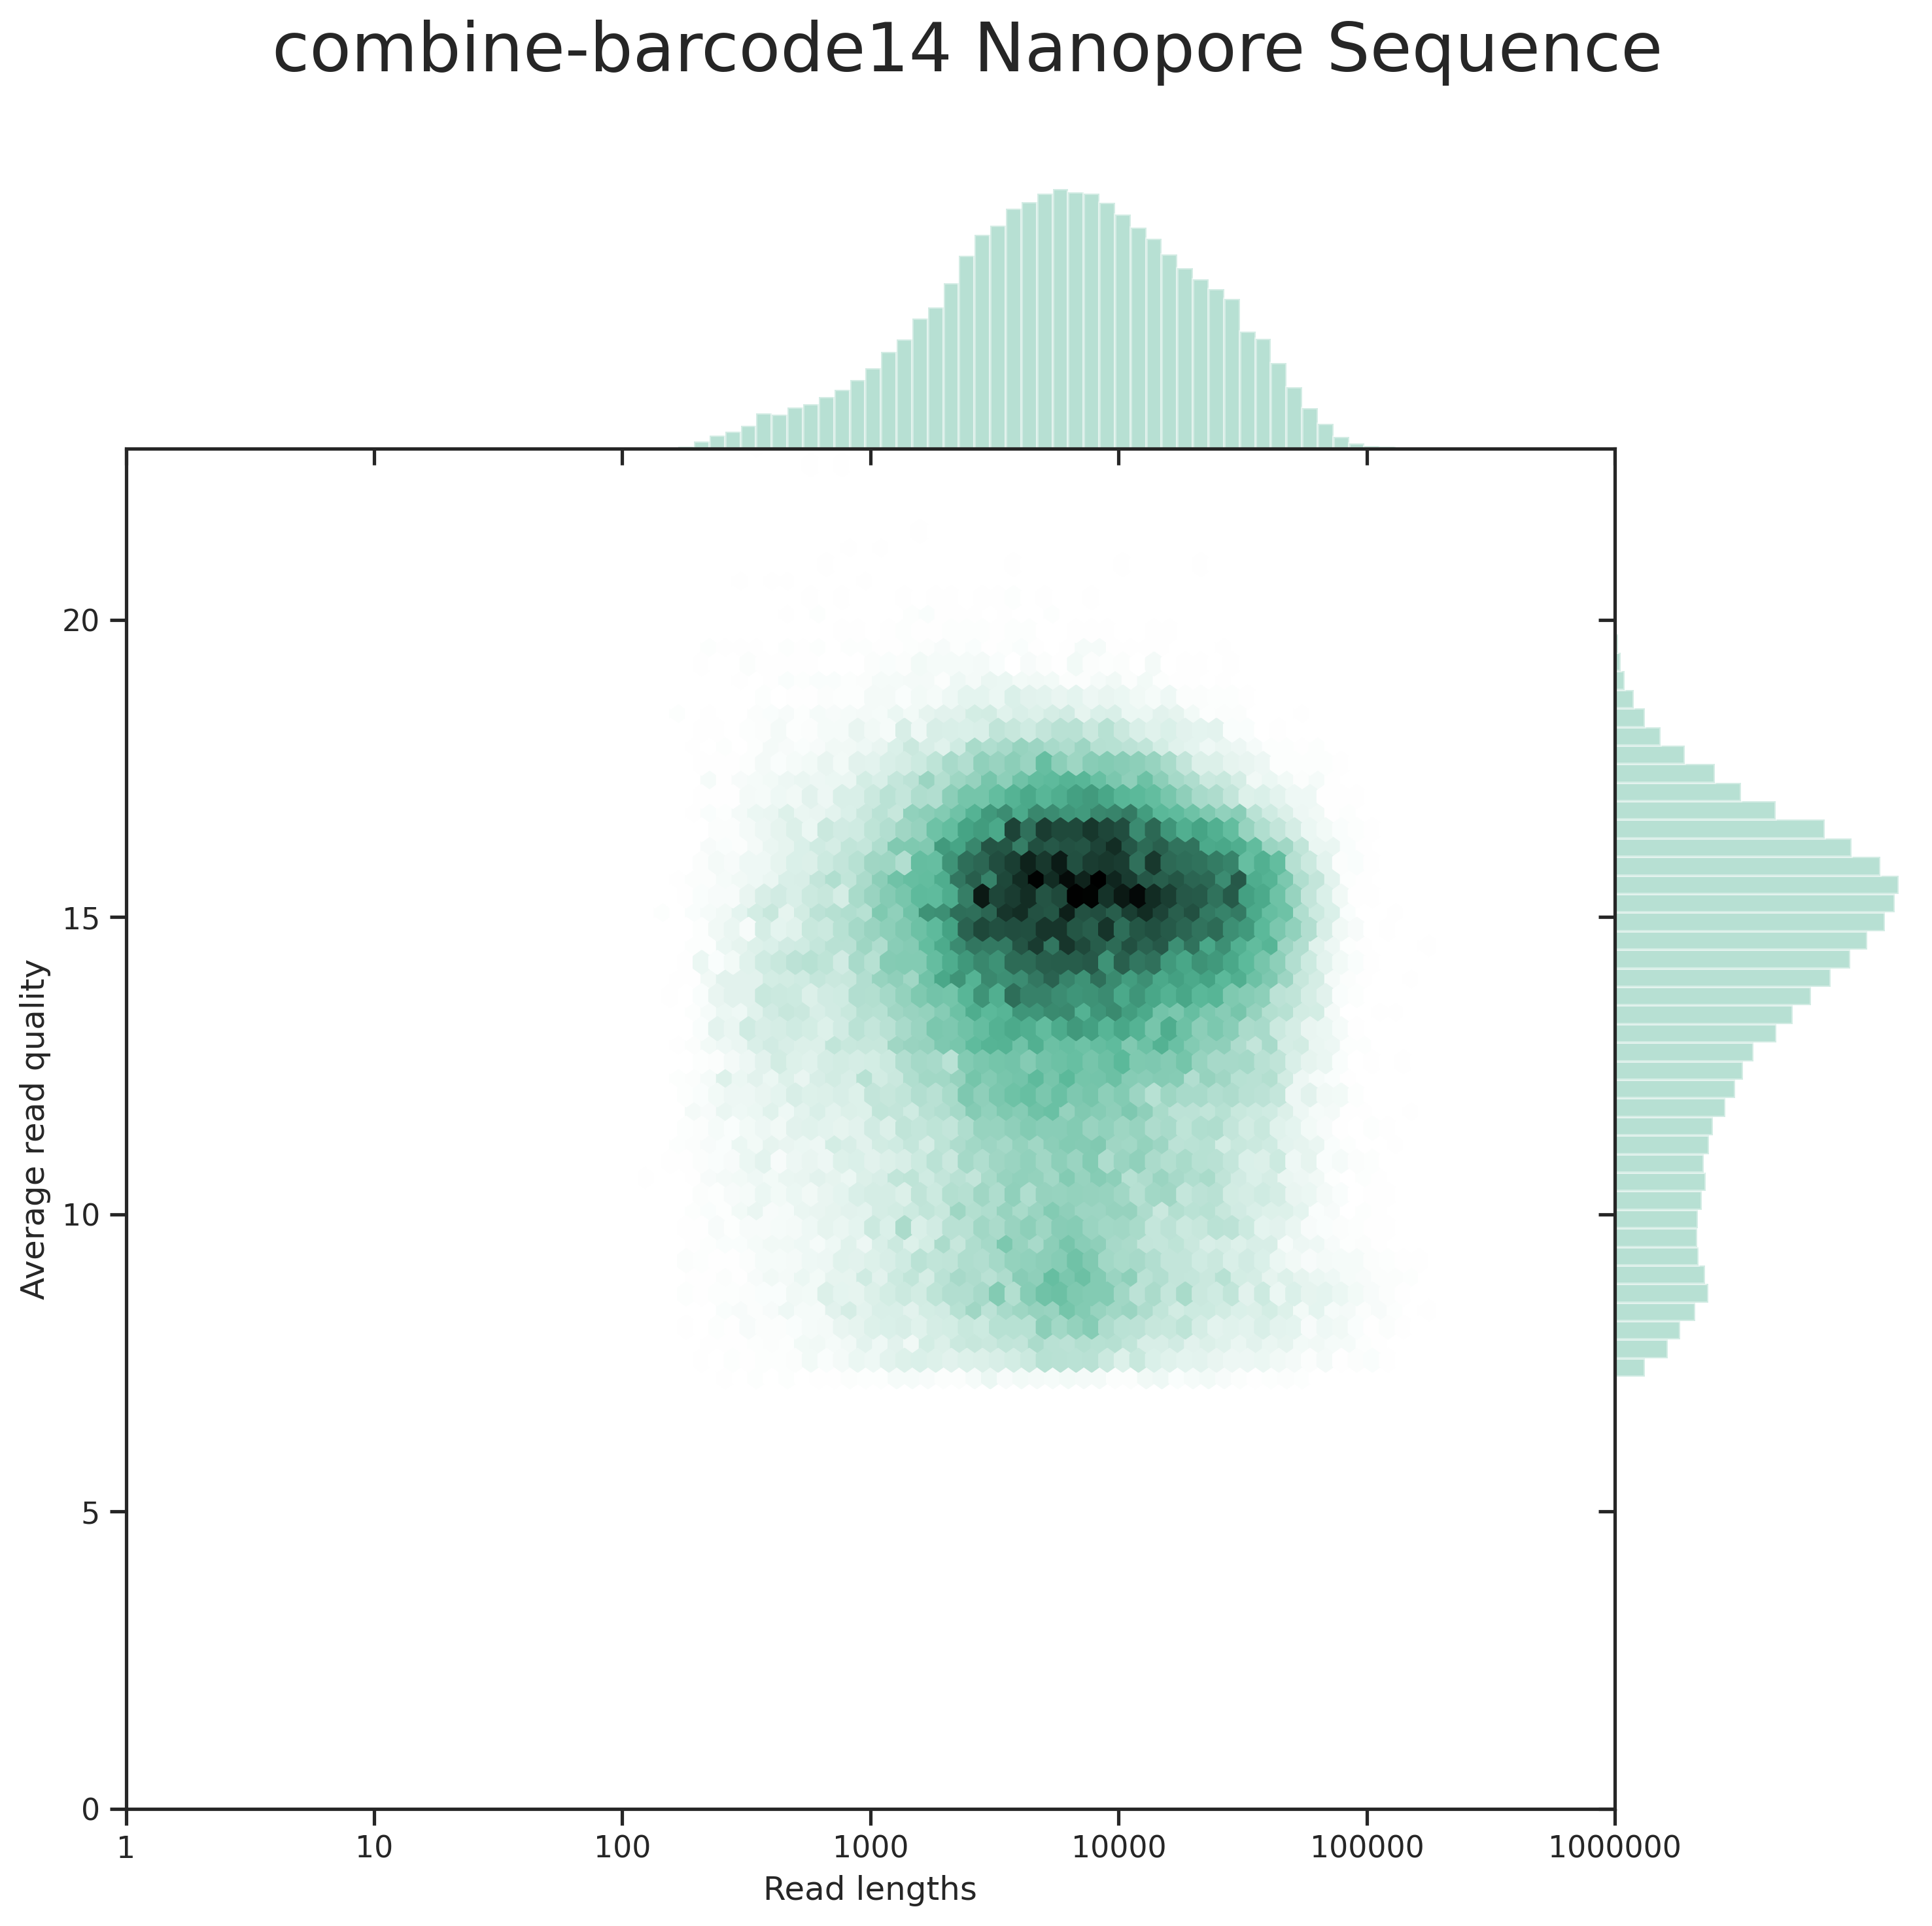 combine-barcode14 Nanopore Sequence
20
15
10
5
0
Average read quality
1 10 100 1000 10000 100000 1000000
Read lengths